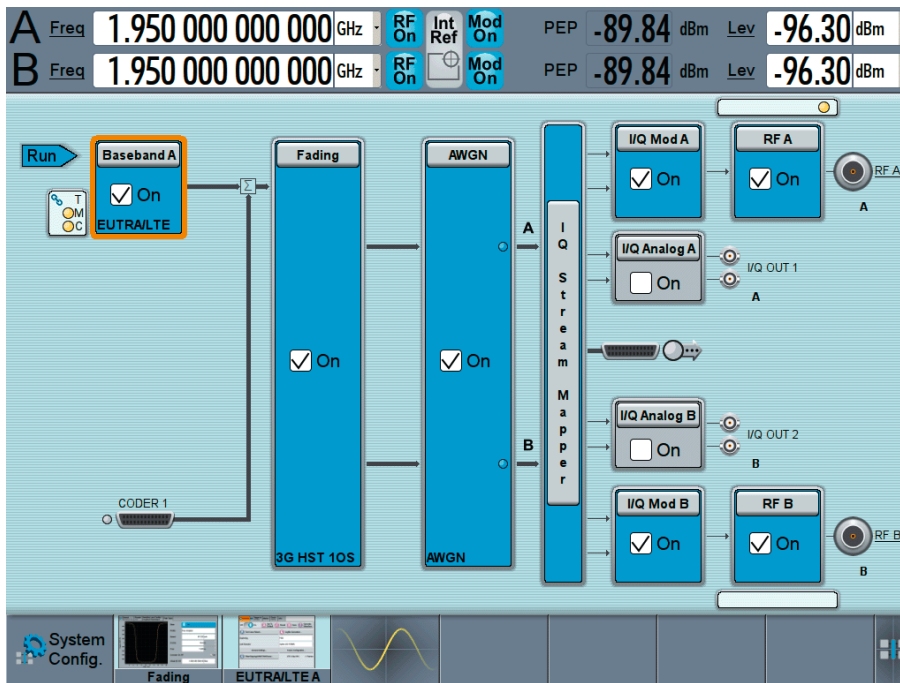 A Freq 1.950 000 000 000 GHz RF On Int Ref Mod On PEP -89.84 dBm Lev -96.30 dBm
B Freq 1.950 000 000 000 GHz RF On Mod On PEP -89.84 dBm Lev -96.30 dBm
Run
Baseband A
On
EUTRA/LTE
T
M
C
Σ
Fading
On
3G HST 1OS
AWGN
On
AWGN
A
B
I/Q Stream Mapper
I/Q Mod A
On
RF A
On
RF A
A
I/Q Analog A
On
I/Q OUT 1
A
I/Q Analog B
On
I/Q OUT 2
B
CODER 1
I/Q Mod B
On
RF B
On
RF B
B
System
Config.
Fading
EUTRA/LTE A